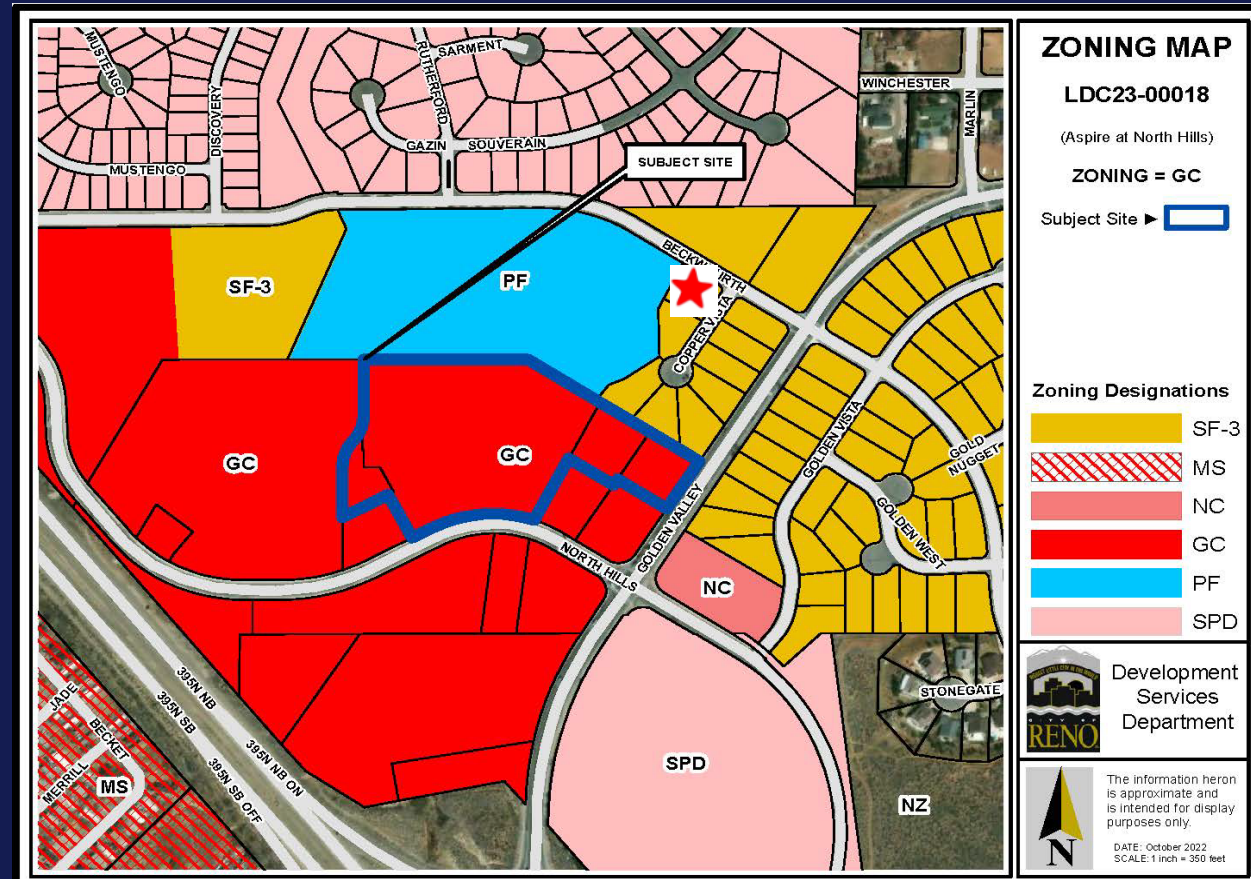 MUSTENGO
DISCOVERY
RUTHERFORD
SARMENT
GAZIN
SOUVERAIN
MUSTENGO
WINCHESTER
MARLIN
SUBJECT SITE
BECKWOURTH
SF-3
PF
COPPER VISTA
GC
GC
GOLDEN VALLEY
GOLDEN VISTA
GOLD
NUGGET
GOLDEN WEST
NORTH HILLS
NC
STONEGATE
SPD
NZ
395N NB
395N SB
395N NB ON
395N SB OFF
JADE
BECKET
MERRILL
MS
ZONING MAP
LDC23-00018
(Aspire at North Hills)
ZONING = GC
Subject Site ►
Zoning Designations
SF-3
MS
NC
GC
PF
SPD
RENO
Development
Services
Department
N
The information heron
is approximate and
is intended for display
purposes only.
DATE: October 2022
SCALE: 1 inch = 350 feet